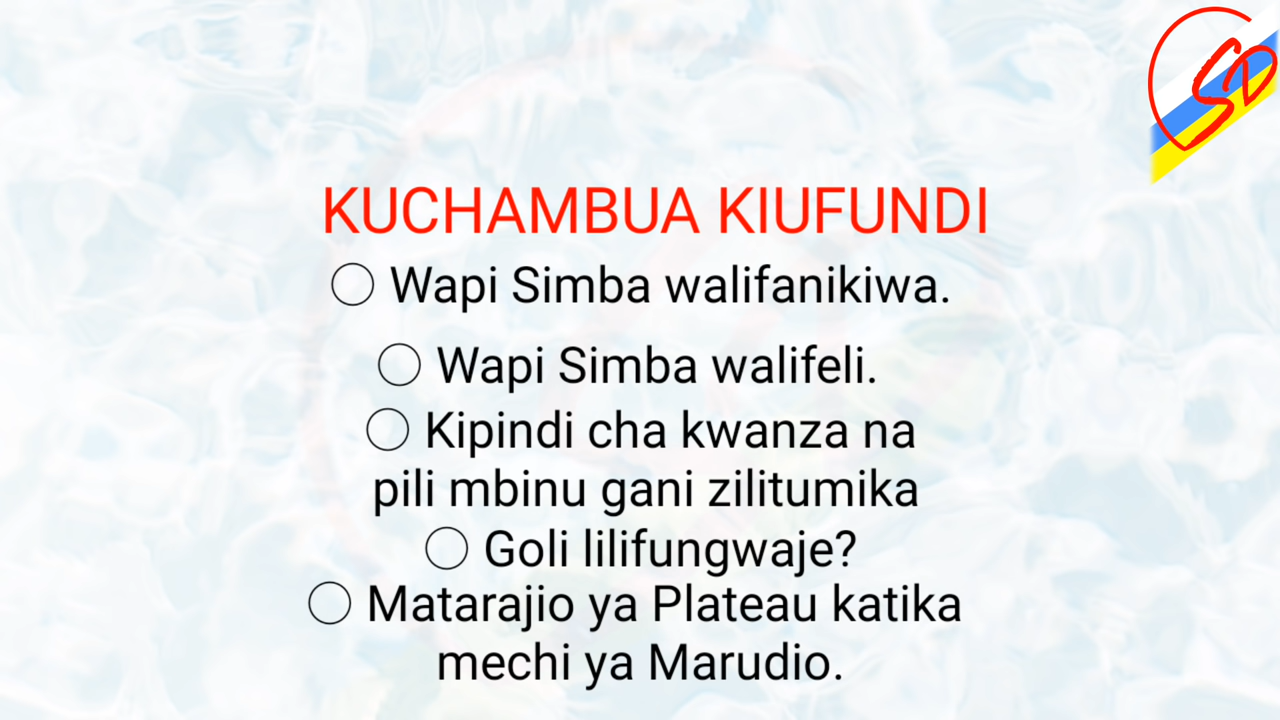 SD
KUCHAMBUA KIUFUNDI
○ Wapi Simba walifanikiwa.
○ Wapi Simba walifeli.
○ Kipindi cha kwanza na
pili mbinu gani zilitumika
○ Goli lilifungwaje?
○ Matarajio ya Plateau katika
mechi ya Marudio.